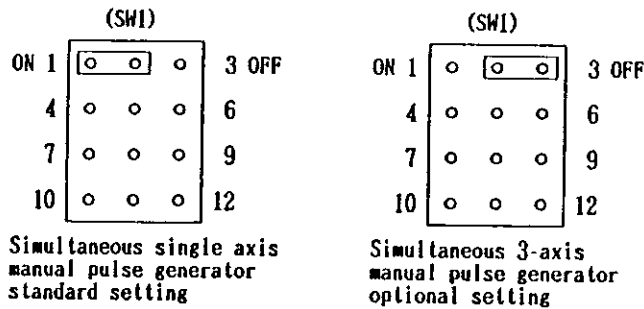 (SW1)
ON 1 3 OFF
4 6
7 9
10 12
Simultaneous single axis
manual pulse generator
standard setting
(SW1)
ON 1 3 OFF
4 6
7 9
10 12
Simultaneous 3-axis
manual pulse generator
optional setting